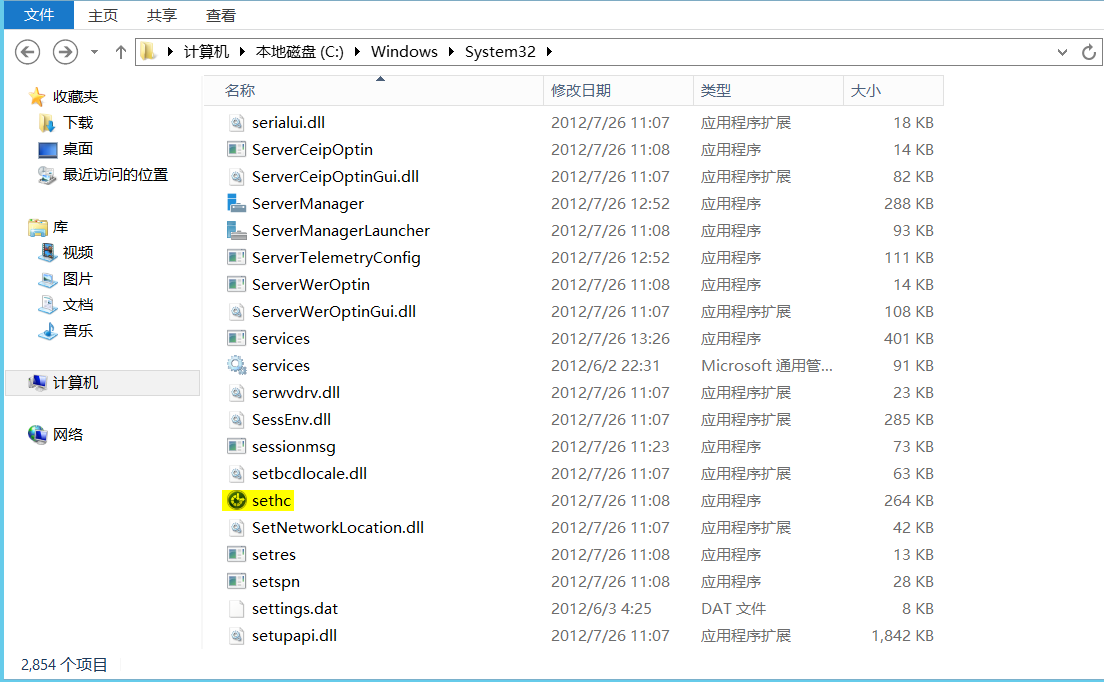 文件 主页 共享 查看
计算机 本地磁盘 (C:) Windows System32
收藏夹
下载
桌面
最近访问的位置
库
视频
图片
文档
音乐
计算机
网络
名称 修改日期 类型 大小
serialui.dll 2012/7/26 11:07 应用程序扩展 18 KB
ServerCeipOptin 2012/7/26 11:08 应用程序 14 KB
ServerCeipOptinGui.dll 2012/7/26 11:07 应用程序扩展 82 KB
ServerManager 2012/7/26 12:52 应用程序 288 KB
ServerManagerLauncher 2012/7/26 11:08 应用程序 93 KB
ServerTelemetryConfig 2012/7/26 12:52 应用程序 111 KB
ServerWerOptin 2012/7/26 11:08 应用程序 14 KB
ServerWerOptinGui.dll 2012/7/26 11:07 应用程序扩展 108 KB
services 2012/7/26 13:26 应用程序 401 KB
services 2012/6/2 22:31 Microsoft 通用管... 91 KB
serwvdrv.dll 2012/7/26 11:07 应用程序扩展 23 KB
SessEnv.dll 2012/7/26 11:07 应用程序扩展 285 KB
sessionmsg 2012/7/26 11:23 应用程序 73 KB
setbcdlocale.dll 2012/7/26 11:07 应用程序扩展 63 KB
sethc 2012/7/26 11:08 应用程序 264 KB
SetNetworkLocation.dll 2012/7/26 11:07 应用程序扩展 42 KB
setres 2012/7/26 11:08 应用程序 13 KB
setspn 2012/7/26 11:08 应用程序 28 KB
settings.dat 2012/6/3 4:25 DAT 文件 8 KB
setupapi.dll 2012/7/26 11:07 应用程序扩展 1,842 KB
2,854 个项目